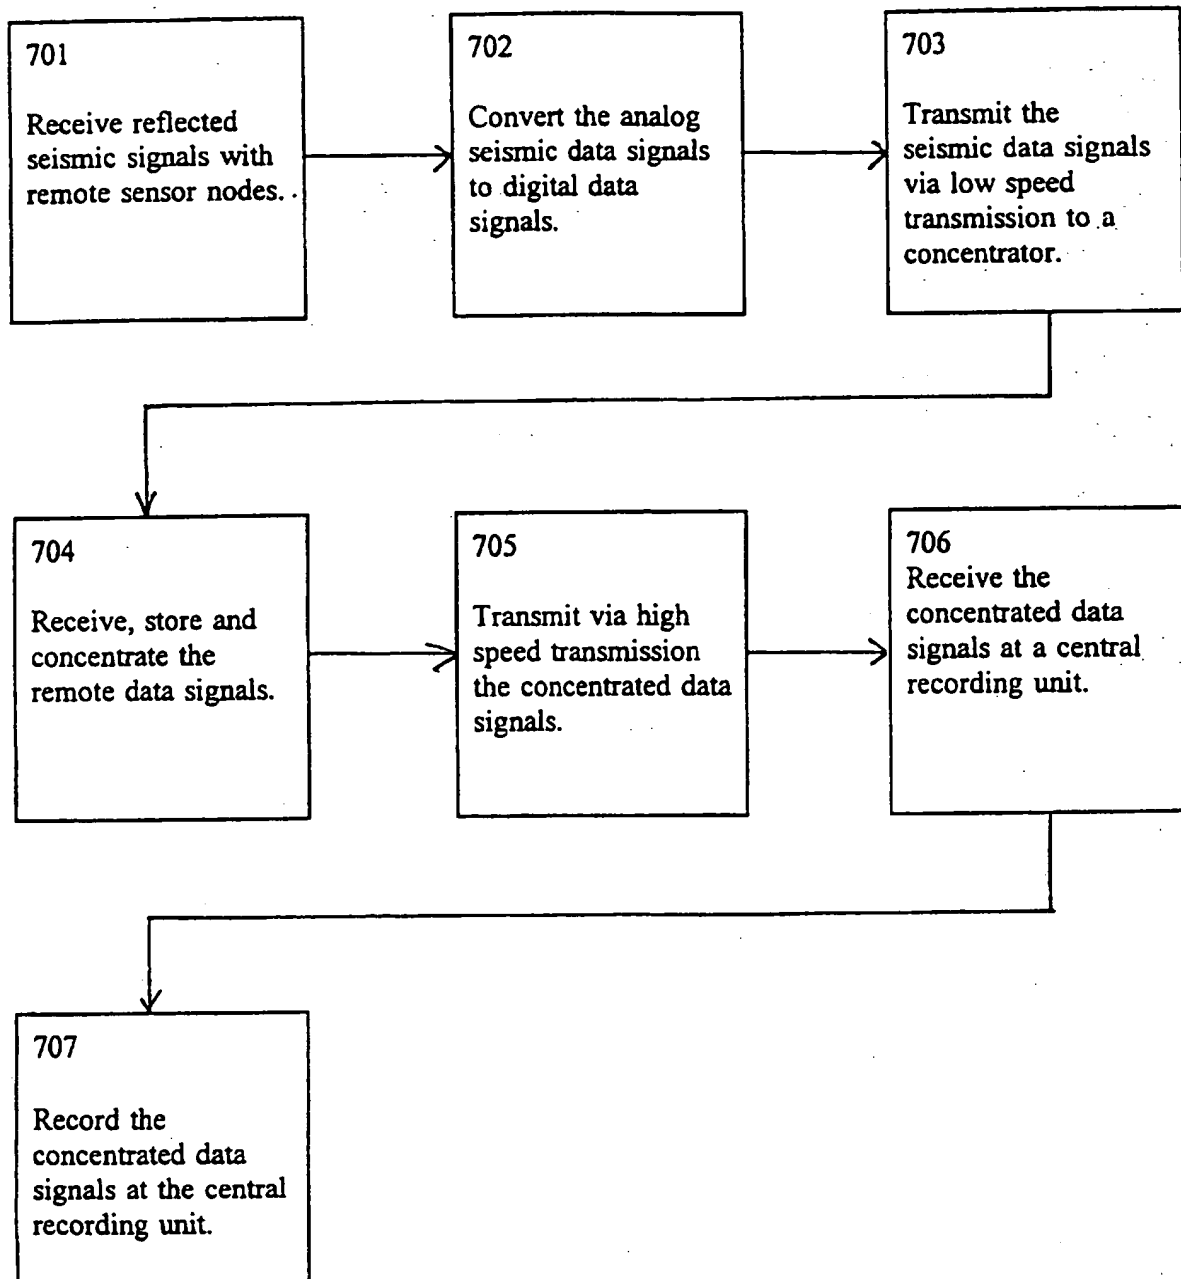 701
Receive reflected
seismic signals with
remote sensor nodes.
702
Convert the analog
seismic data signals
to digital data
signals.
703
Transmit the
seismic data signals
via low speed
transmission to a
concentrator.
704
Receive, store and
concentrate the
remote data signals.
705
Transmit via high
speed transmission
the concentrated data
signals.
706
Receive the
concentrated data
signals at a central
recording unit.
707
Record the
concentrated data
signals at the central
recording unit.